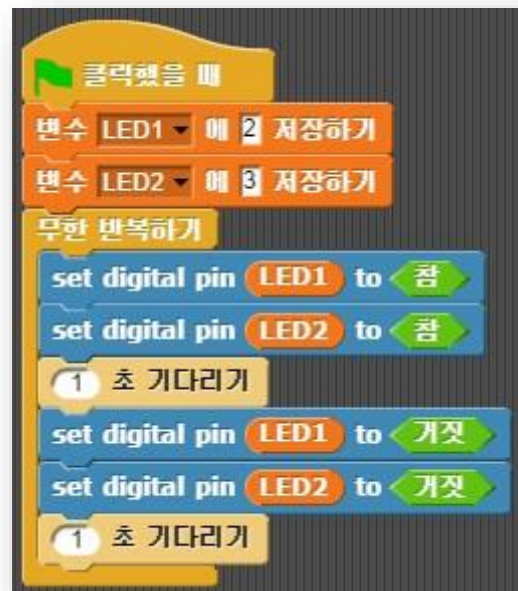 클릭했을 때
변수 LED1 에 2 저장하기
변수 LED2 에 3 저장하기
무한 반복하기
set digital pin LED1 to 참
set digital pin LED2 to 참
1 초 기다리기
set digital pin LED1 to 거짓
set digital pin LED2 to 거짓
1 초 기다리기